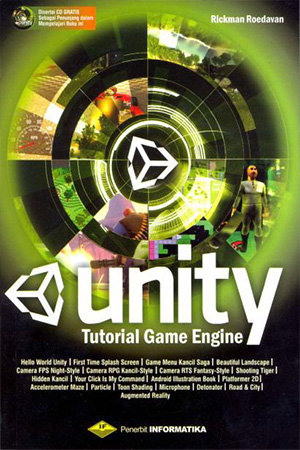 Disertai CD GRATIS
Sebagai Penunjang dalam
Mempelajari Buku ini
Rickman Roedavan
unity
Tutorial Game Engine
Hello World Unity | First Time Splash Screen | Game Menu Kancil Saga | Beautiful Landscape |
Camera FPS Night-Style | Camera RPG Kancil-Style | Camera RTS Fantasy-Style | Shooting Tiger |
Hidden Kancil | Your Click Is My Command | Android Illustration Book | Platformer 2D |
Accelerometer Maze | Particle | Toon Shading | Microphone | Detonator | Road & City |
Augmented Reality
IF
Penerbit INFORMATIKA